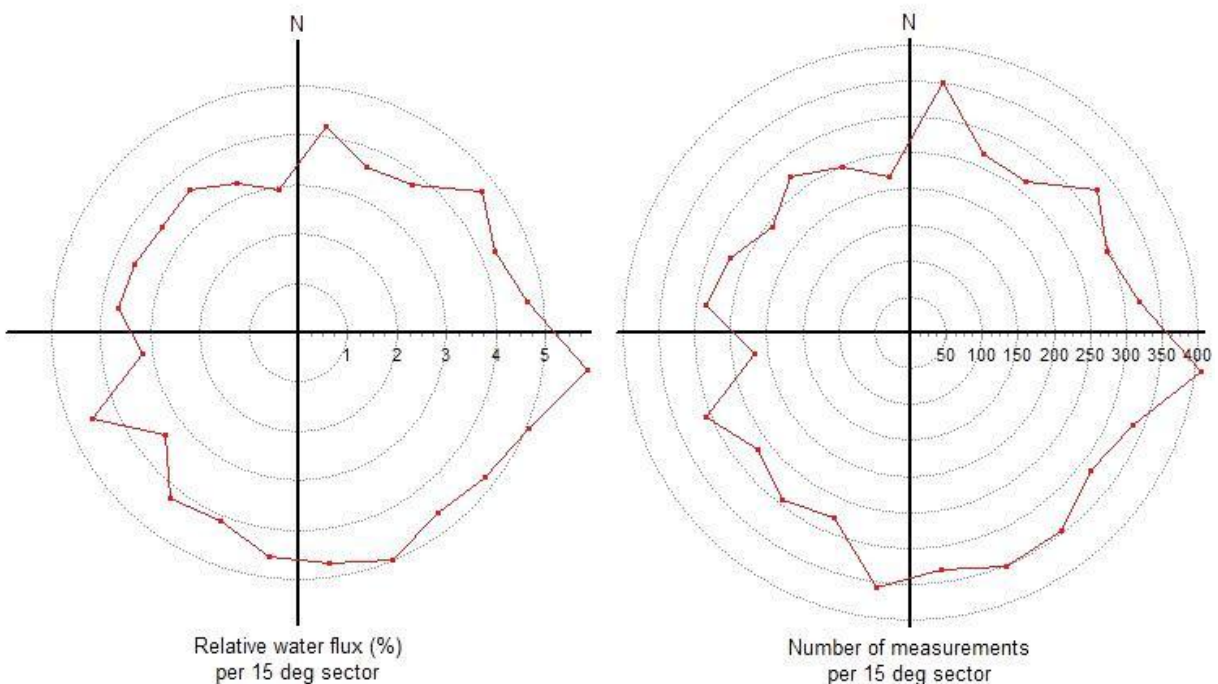 N
1 2 3 4 5
Relative water flux (%)
per 15 deg sector
N
50 100 150 200 250 300 350 400
Number of measurements
per 15 deg sector